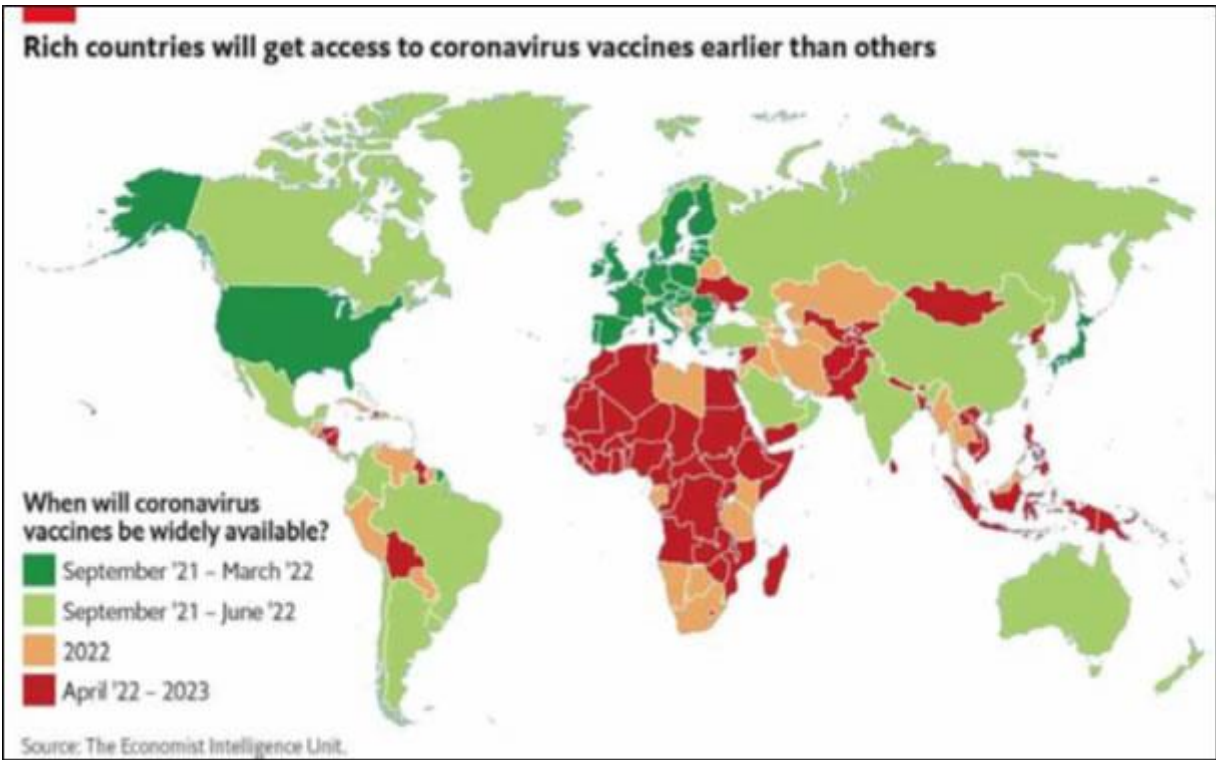 Rich countries will get access to coronavirus vaccines earlier than others
When will coronavirus
vaccines be widely available?
September '21 – March '22
September '21 – June '22
2022
April '22 – 2023
Source: The Economist Intelligence Unit.